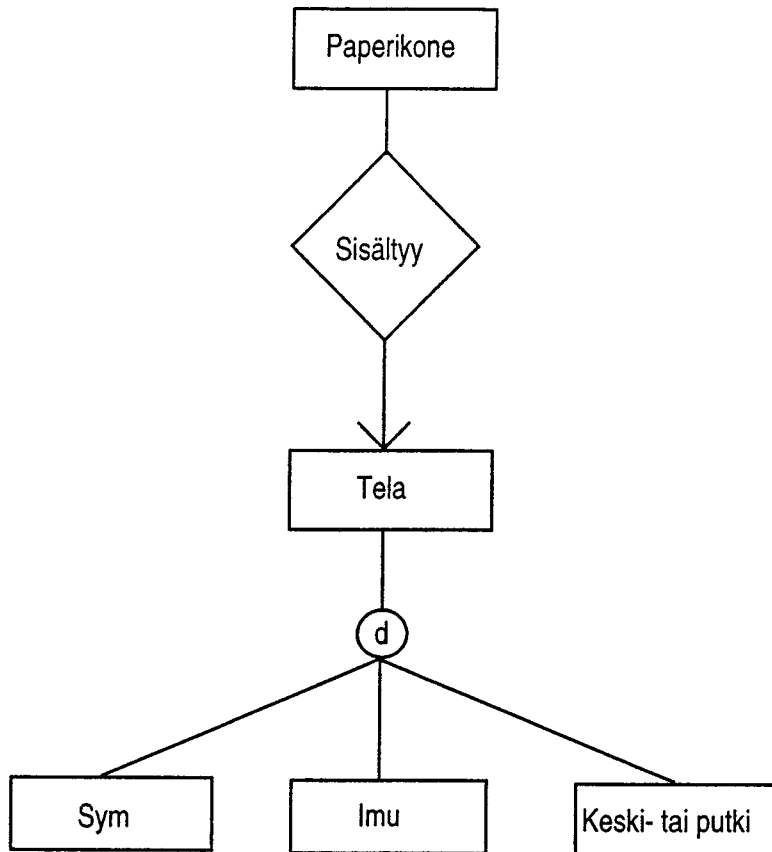 Paperikone
Sisältyy
Tela
d
Sym
Imu
Keski- tai putki